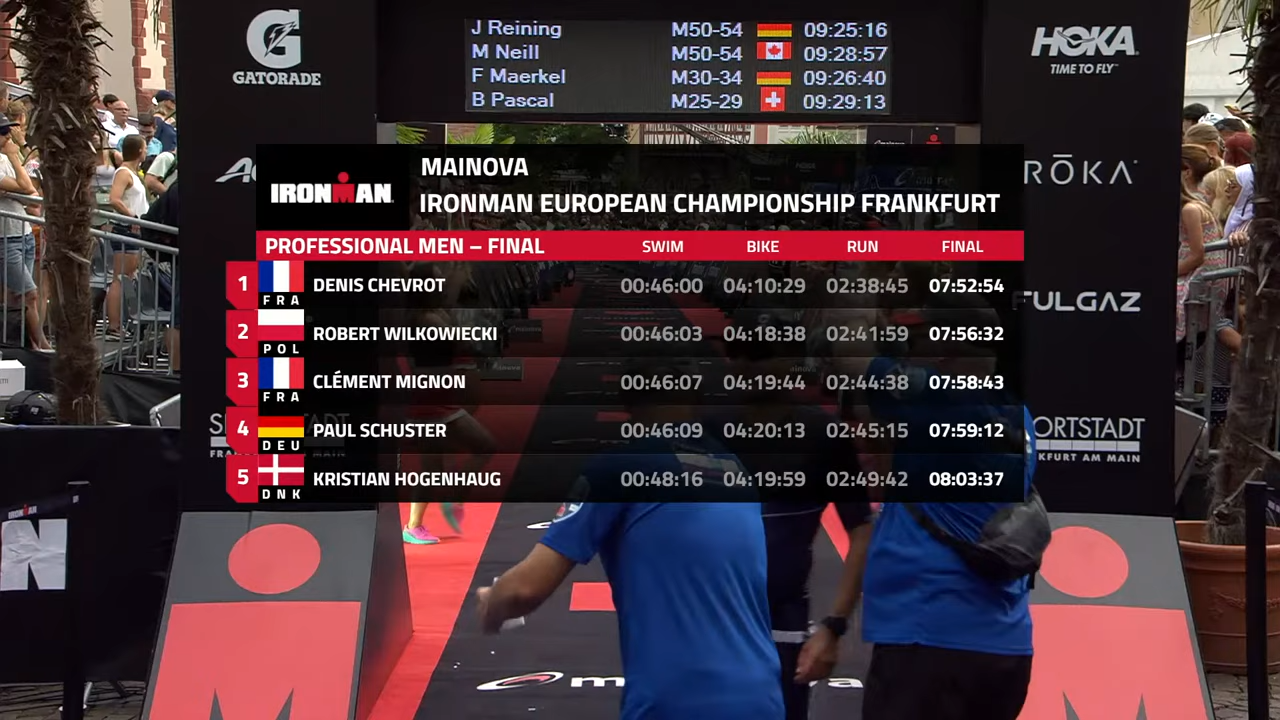 J Reining M50-54 09:25:16
M Neill M50-54 09:28:57
F Maerkel M30-34 09:26:40
B Pascal M25-29 09:29:13
GATORADE
HOKA
TIME TO FLY
RŌKA
FULGAZ
ORTSTADT
KFURT AM MAIN
IRONMAN
MAINOVA
IRONMAN EUROPEAN CHAMPIONSHIP FRANKFURT
PROFESSIONAL MEN – FINAL SWIM BIKE RUN FINAL
1 FRA DENIS CHEVROT 00:46:00 04:10:29 02:38:45 07:52:54
2 POL ROBERT WILKOWIECKI 00:46:03 04:18:38 02:41:59 07:56:32
3 FRA CLÉMENT MIGNON 00:46:07 04:19:44 02:44:38 07:58:43
4 DEU PAUL SCHUSTER 00:46:09 04:20:13 02:45:15 07:59:12
5 DNK KRISTIAN HOGENHAUG 00:48:16 04:19:59 02:49:42 08:03:37